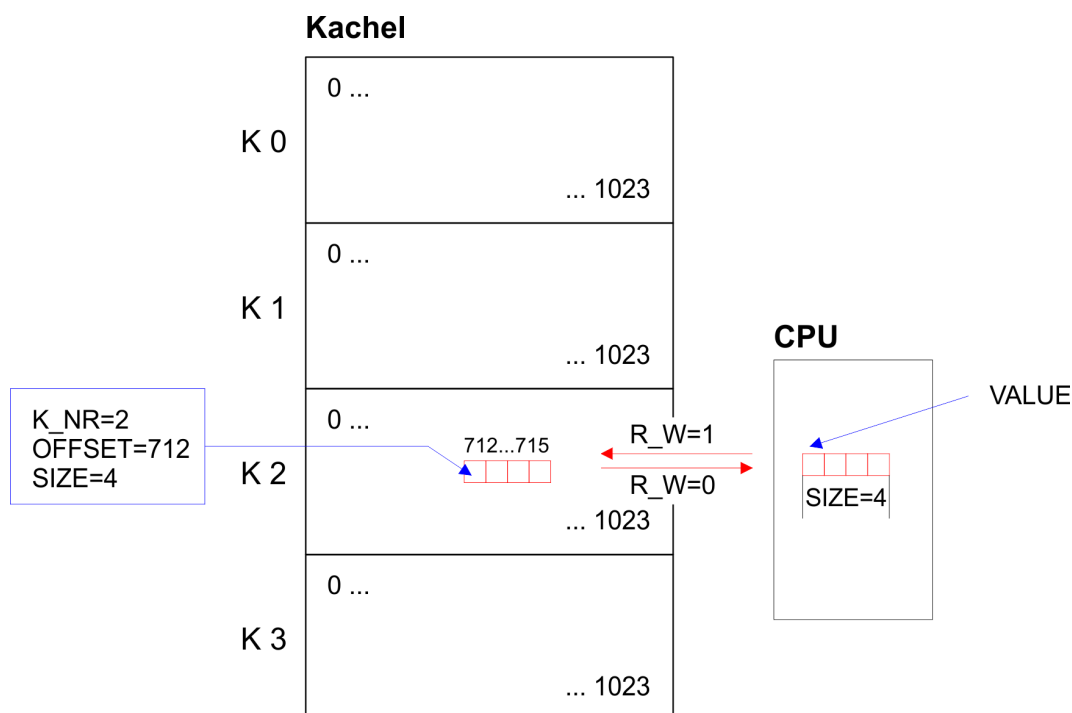 Kachel
0 ...
K 0
... 1023
0 ...
K 1
... 1023
CPU
K_NR=2
OFFSET=712
SIZE=4
0 ...
712...715
K 2
... 1023
R_W=1
R_W=0
VALUE
SIZE=4
0 ...
K 3
... 1023